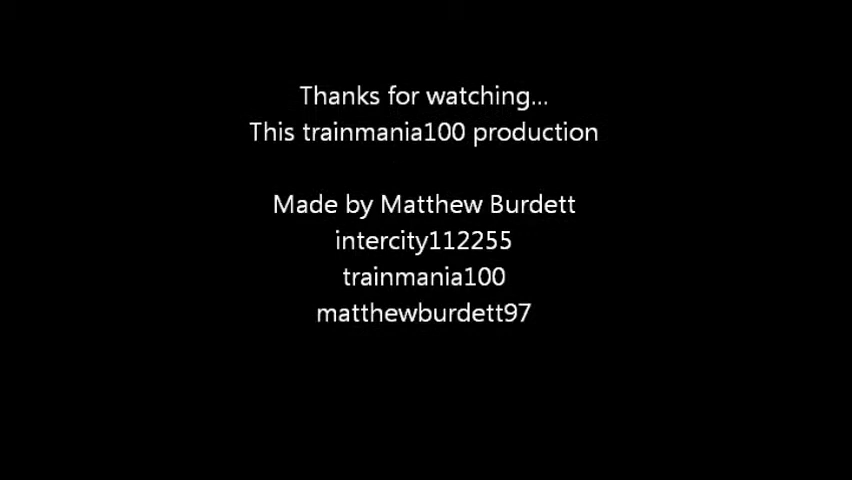 Thanks for watching...
This trainmania100 production
Made by Matthew Burdett
intercity112255
trainmania100
matthewburdett97